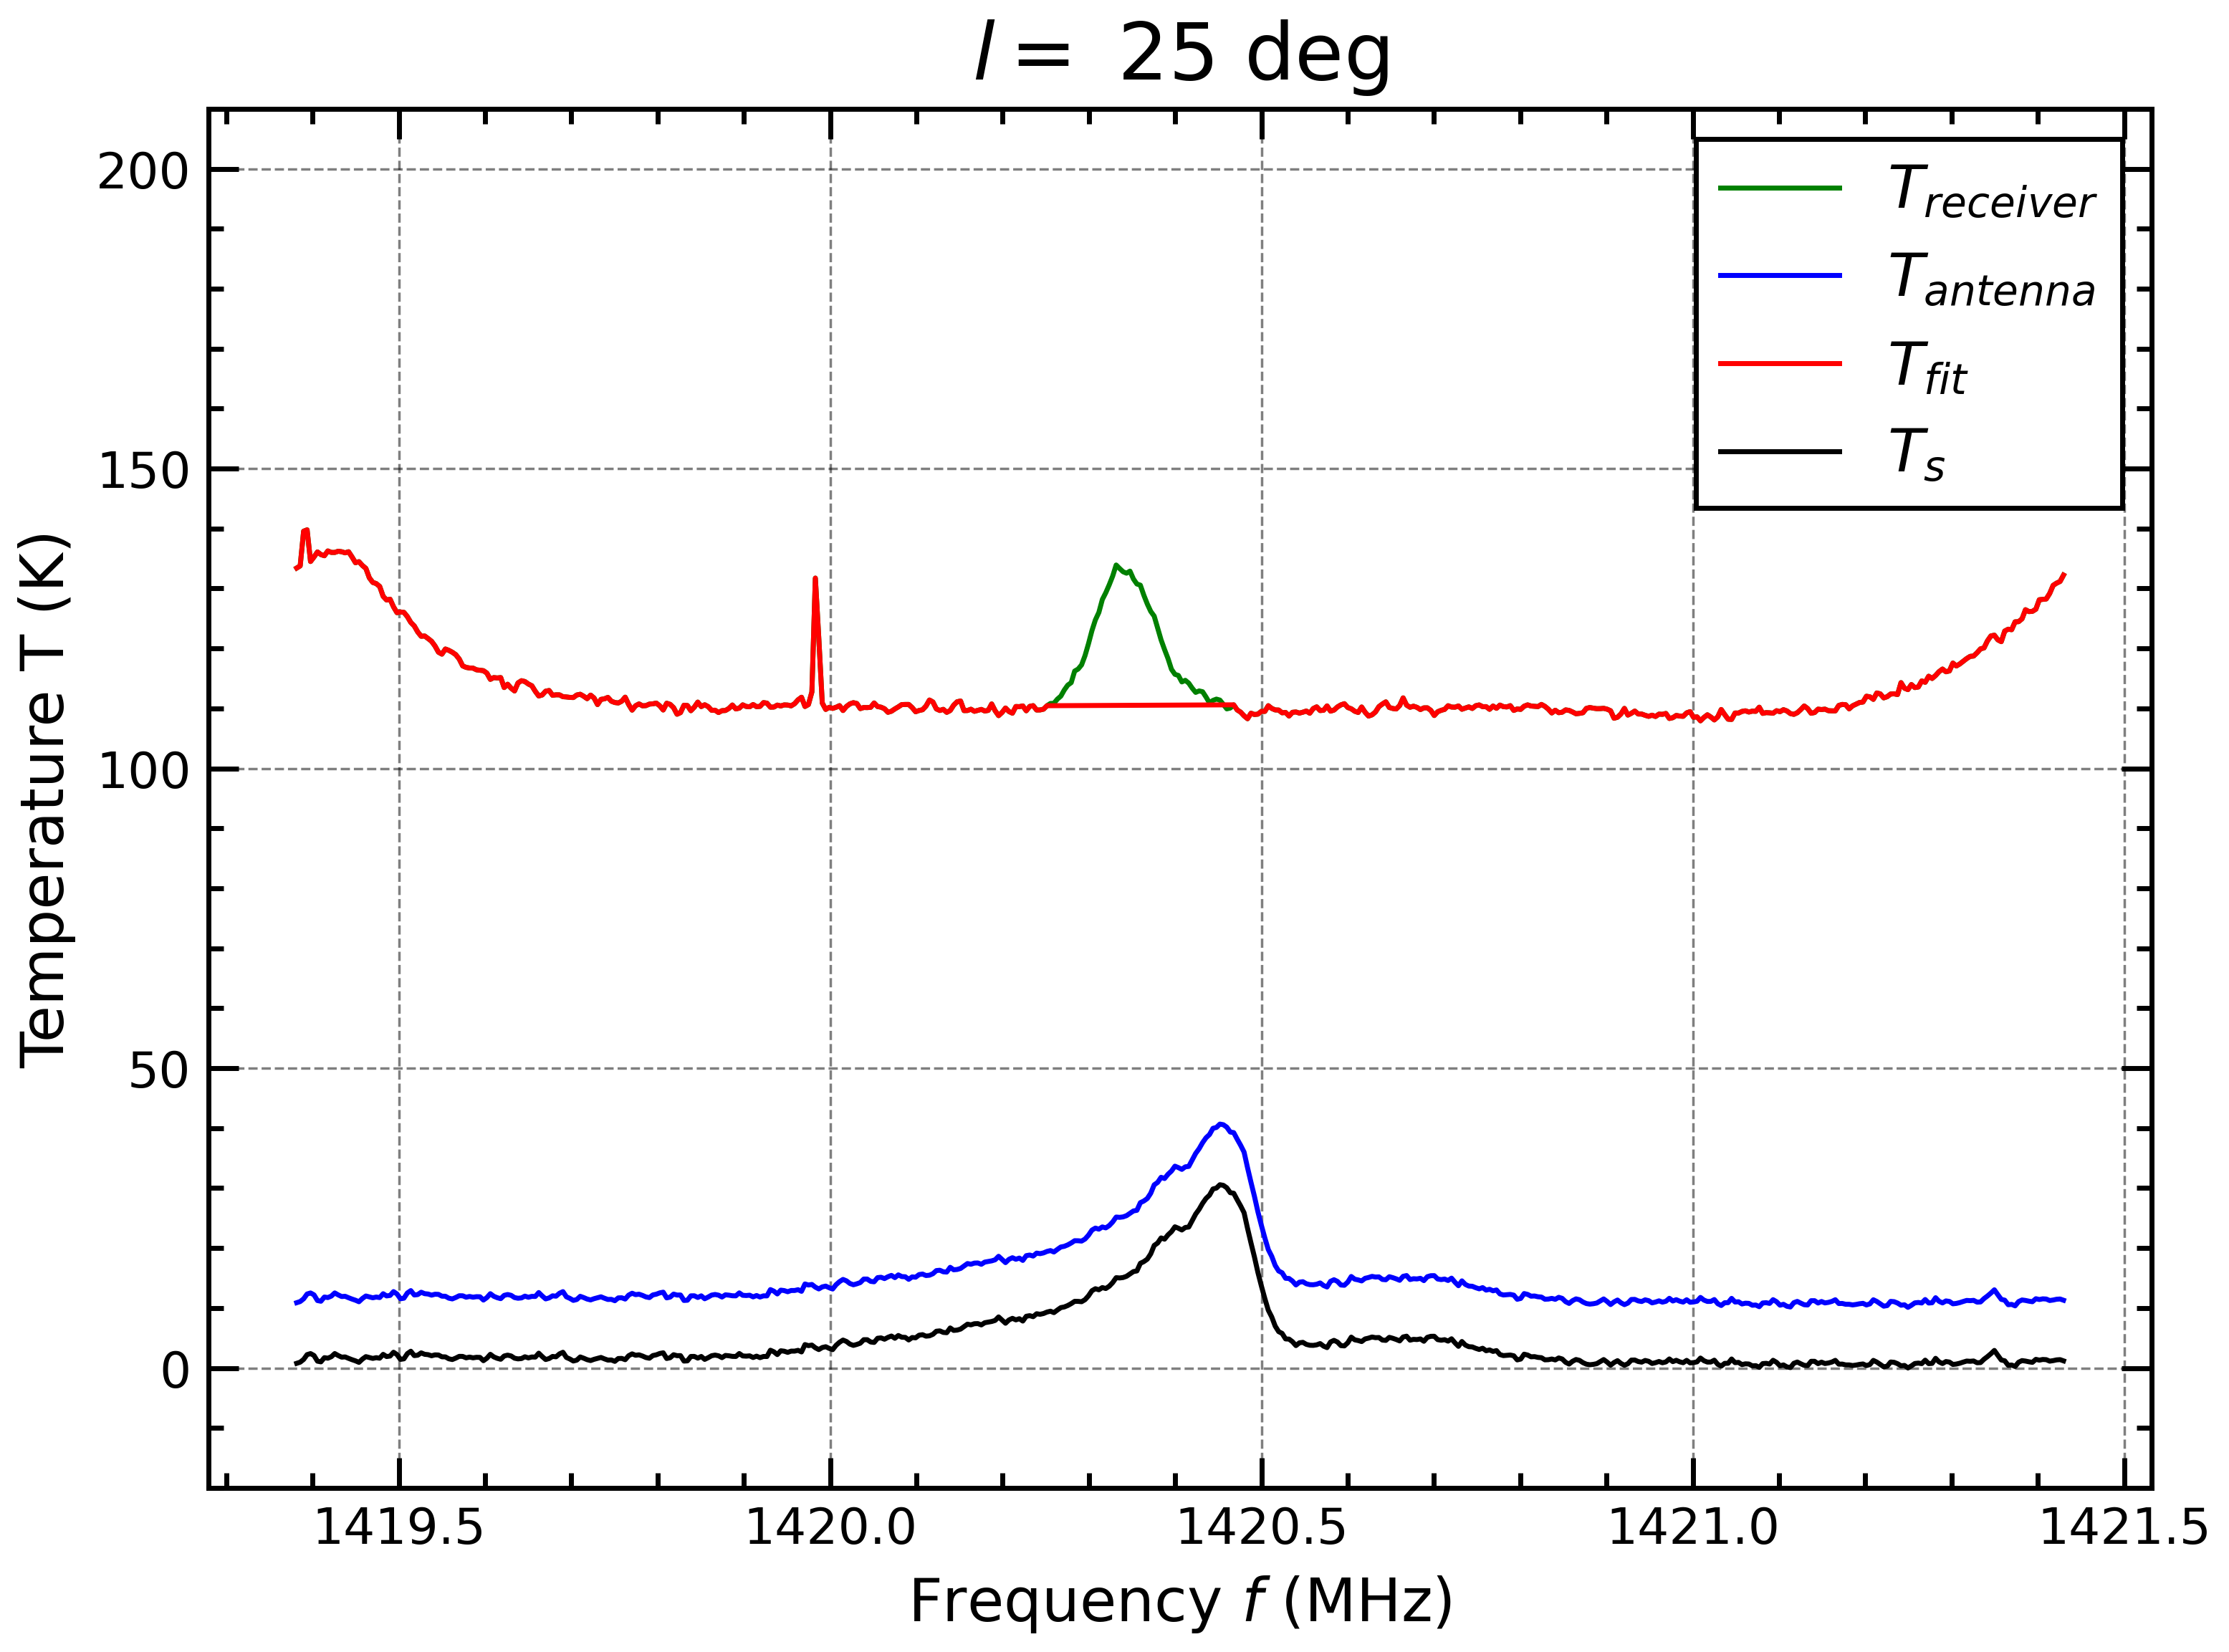 l = 25 deg
Temperature T (K)
200
150
100
50
0
T_receiver
T_antenna
T_fit
T_s
1419.5 1420.0 1420.5 1421.0 1421.5
Frequency f (MHz)